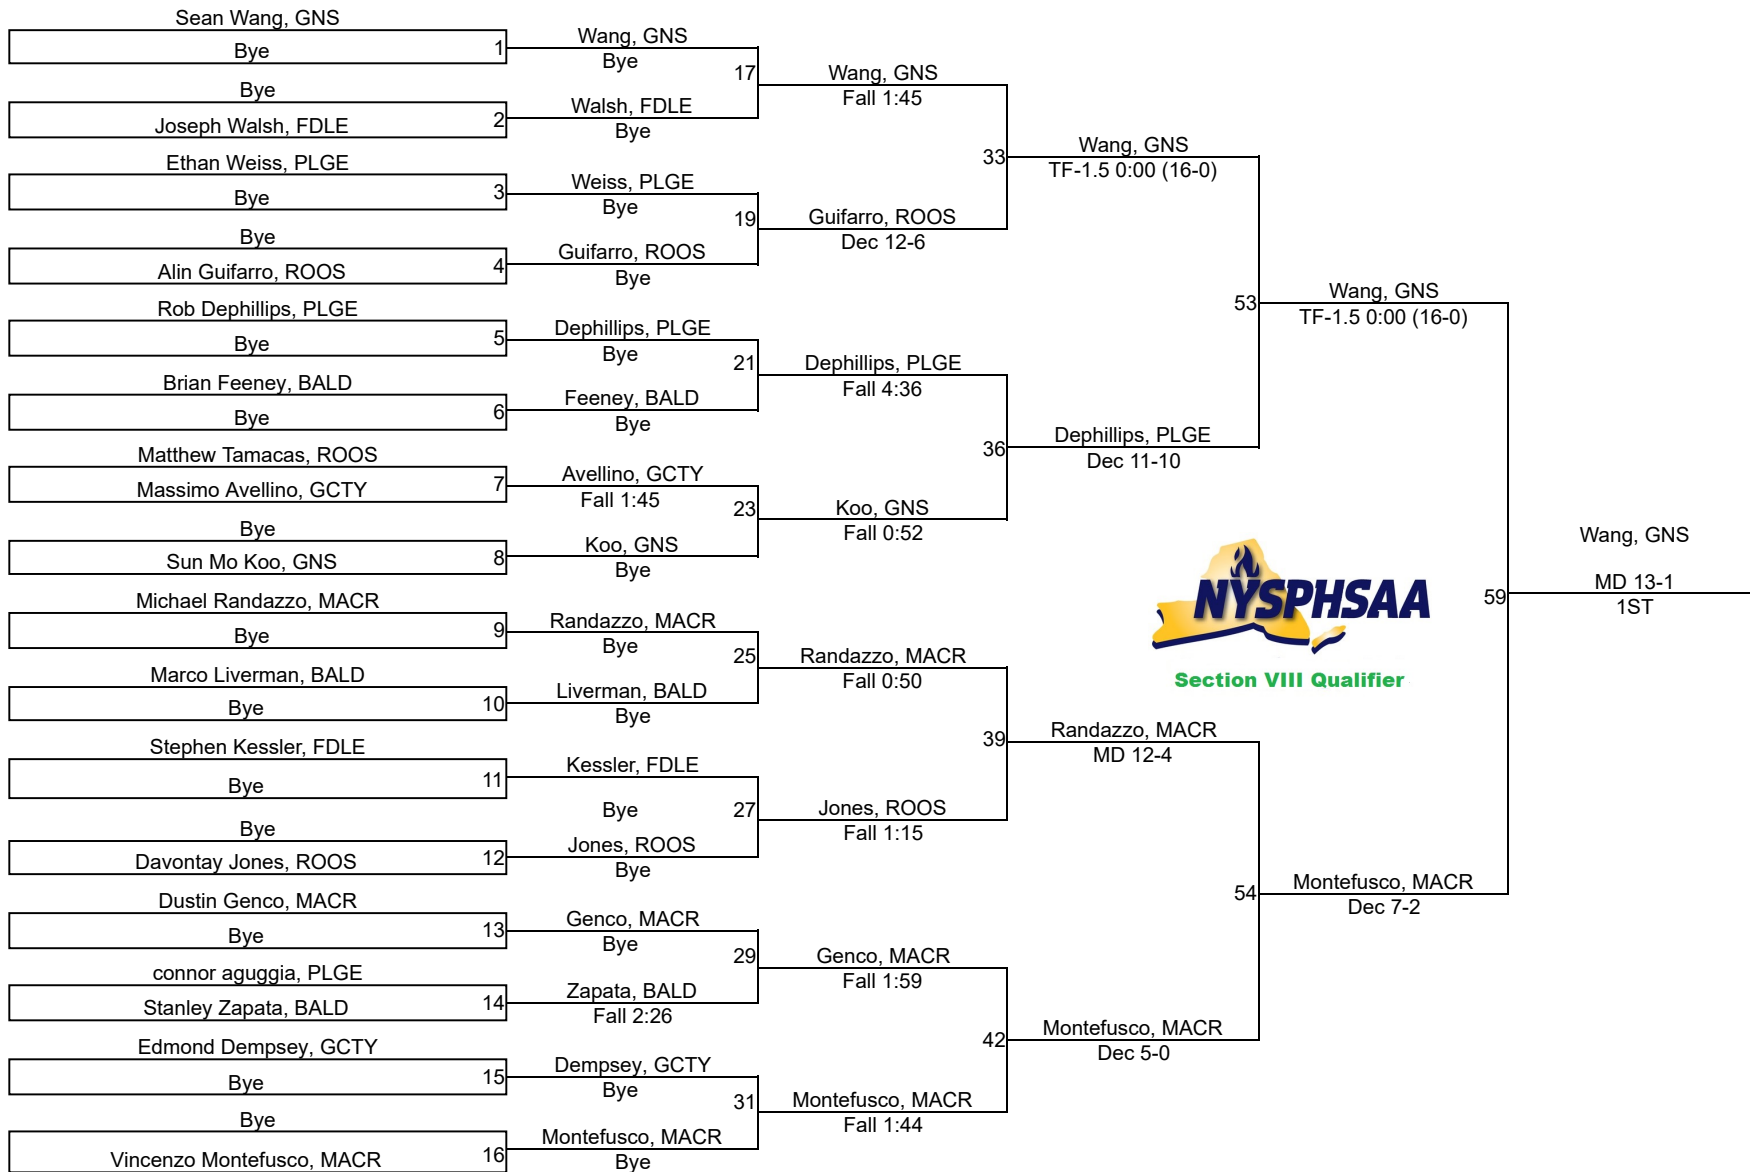 Sean Wang, GNS
Bye
1
Bye
Joseph Walsh, FDLE
2
Ethan Weiss, PLGE
Bye
3
Bye
Alin Guifarro, ROOS
4
Rob Dephillips, PLGE
Bye
5
Brian Feeney, BALD
Bye
6
Matthew Tamacas, ROOS
Massimo Avellino, GCTY
7
Bye
Sun Mo Koo, GNS
8
Michael Randazzo, MACR
Bye
9
Marco Liverman, BALD
Bye
10
Stephen Kessler, FDLE
Bye
11
Bye
Davontay Jones, ROOS
12
Dustin Genco, MACR
Bye
13
connor aguggia, PLGE
Stanley Zapata, BALD
14
Edmond Dempsey, GCTY
Bye
15
Bye
Vincenzo Montefusco, MACR
16
Wang, GNS
Bye
17
Walsh, FDLE
Bye
Weiss, PLGE
Bye
19
Guifarro, ROOS
Bye
Dephillips, PLGE
Bye
21
Feeney, BALD
Bye
Avellino, GCTY
Fall 1:45
23
Koo, GNS
Bye
Randazzo, MACR
Bye
25
Liverman, BALD
Bye
Kessler, FDLE
Bye
27
Jones, ROOS
Bye
Genco, MACR
Bye
29
Zapata, BALD
Fall 2:26
Dempsey, GCTY
Bye
31
Montefusco, MACR
Bye
Wang, GNS
Fall 1:45
33
Guifarro, ROOS
Dec 12-6
Dephillips, PLGE
Fall 4:36
36
Koo, GNS
Fall 0:52
Randazzo, MACR
Fall 0:50
39
Jones, ROOS
Fall 1:15
Genco, MACR
Fall 1:59
42
Montefusco, MACR
Fall 1:44
Wang, GNS
TF-1.5 0:00 (16-0)
53
Dephillips, PLGE
Dec 11-10
Randazzo, MACR
MD 12-4
54
Montefusco, MACR
Dec 5-0
Wang, GNS
TF-1.5 0:00 (16-0)
59
Montefusco, MACR
Dec 7-2
Wang, GNS
MD 13-1
1ST
NYSPHSAA
Section VIII Qualifier